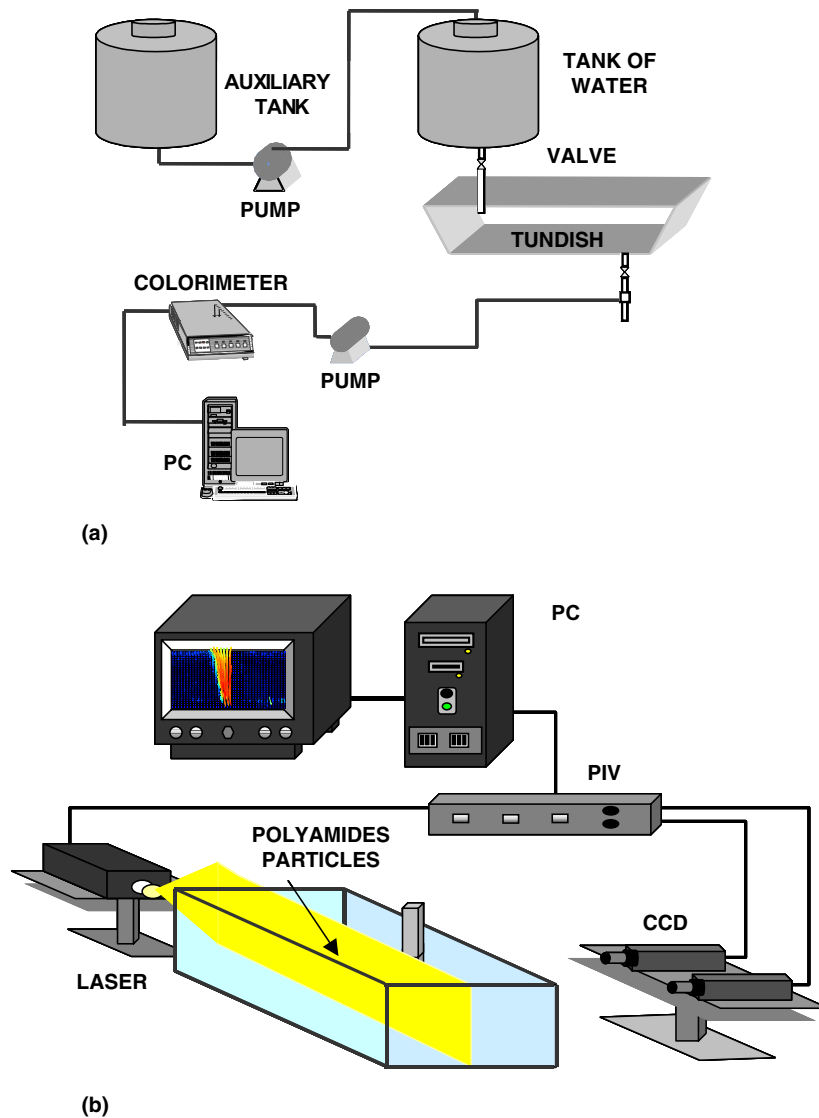 AUXILIARY
TANK
TANK OF
WATER
PUMP
VALVE
TUNDISH
COLORIMETER
PUMP
PC
(a)
PC
PIV
POLYAMIDES
PARTICLES
CCD
LASER
(b)